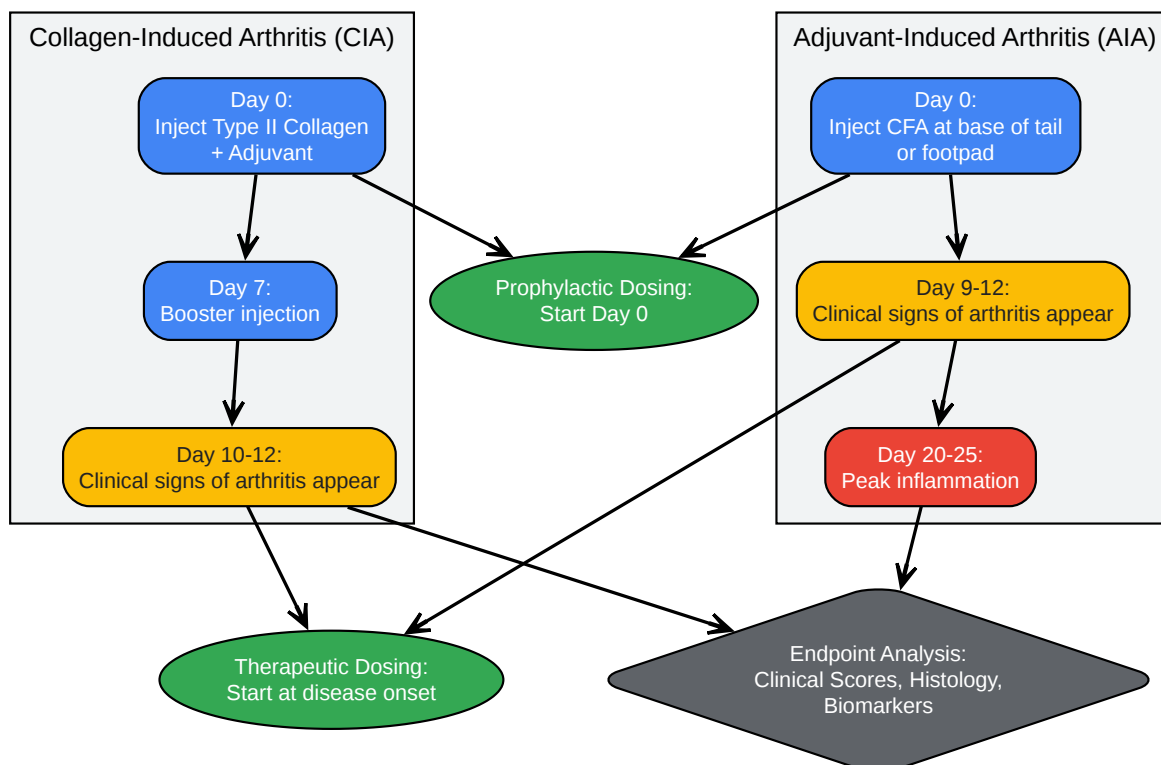 Collagen-Induced Arthritis (CIA)
Day 0:
Inject Type II Collagen
+ Adjuvant
Day 7:
Booster injection
Day 10-12:
Clinical signs of arthritis appear
Adjuvant-Induced Arthritis (AIA)
Day 0:
Inject CFA at base of tail
or footpad
Day 9-12:
Clinical signs of arthritis appear
Day 20-25:
Peak inflammation
Prophylactic Dosing:
Start Day 0
Therapeutic Dosing:
Start at disease onset
Endpoint Analysis:
Clinical Scores, Histology,
Biomarkers